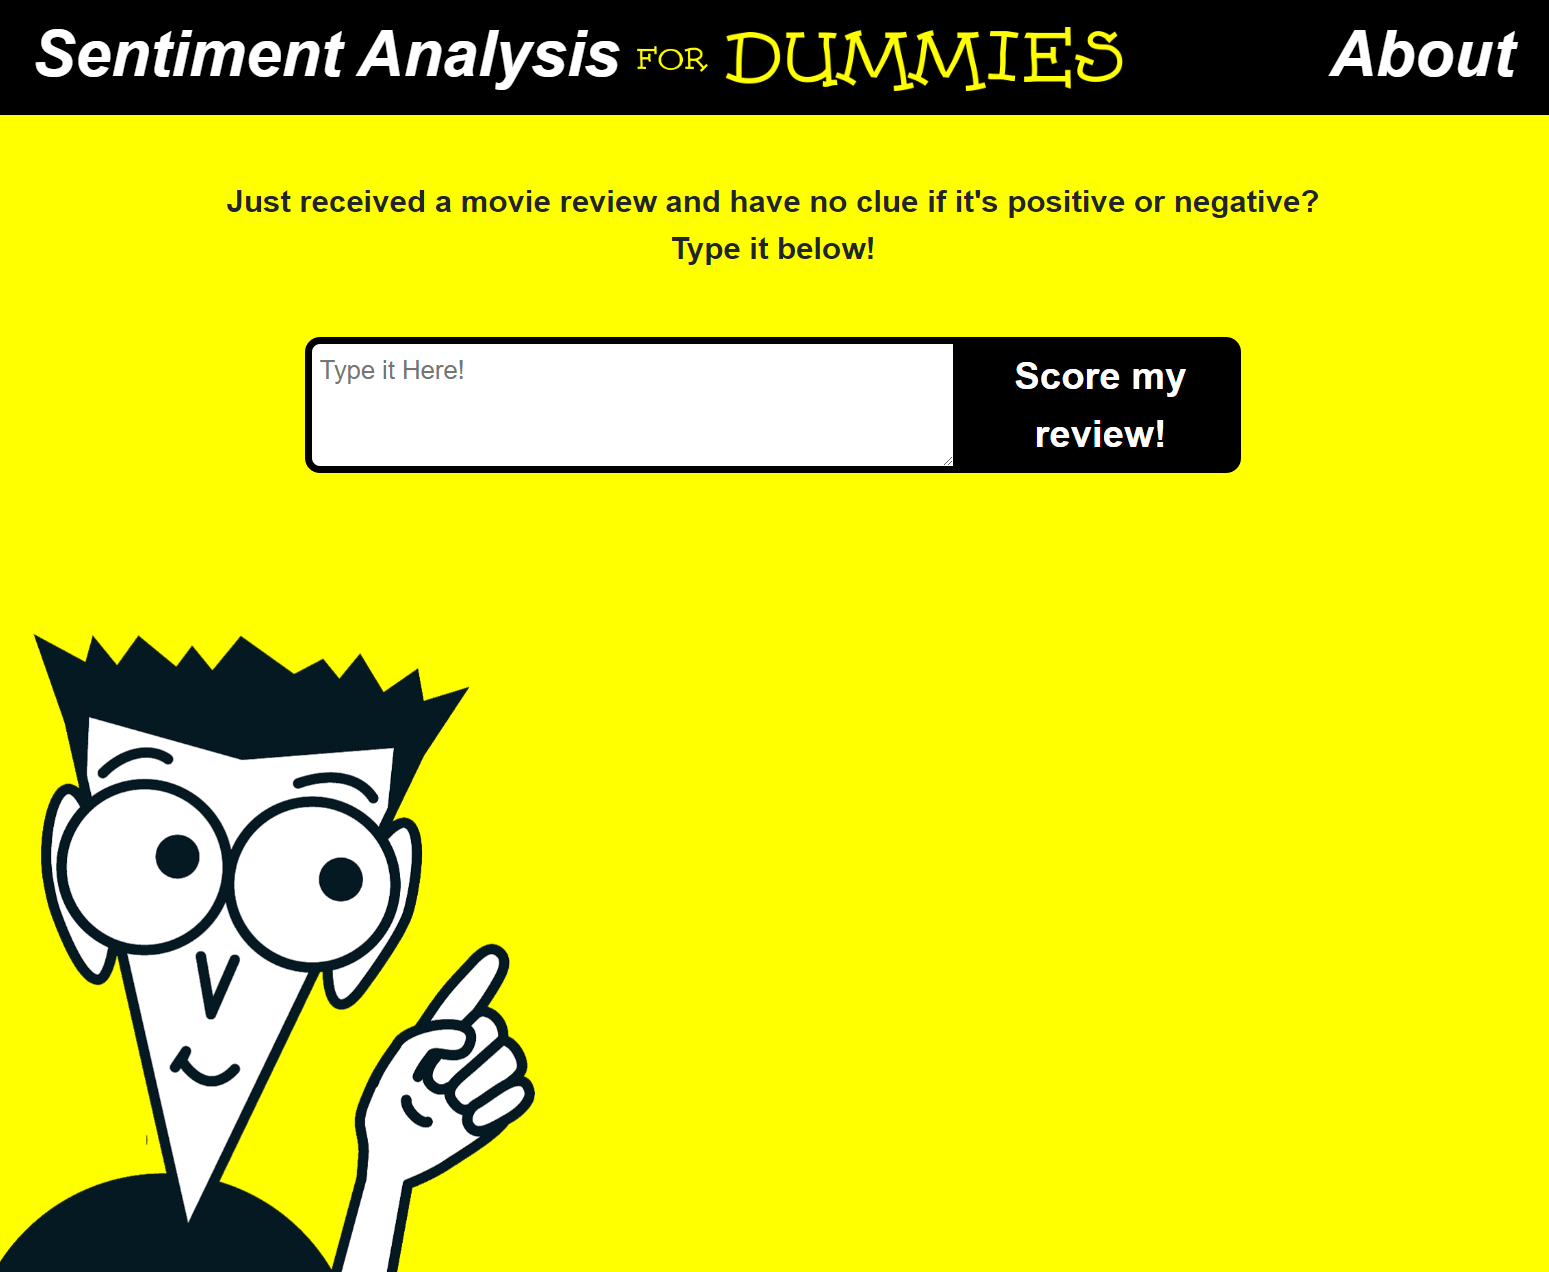 Sentiment Analysis FOR DUMMIES
About
Just received a movie review and have no clue if it's positive or negative?
Type it below!
Type it Here!
Score my
review!